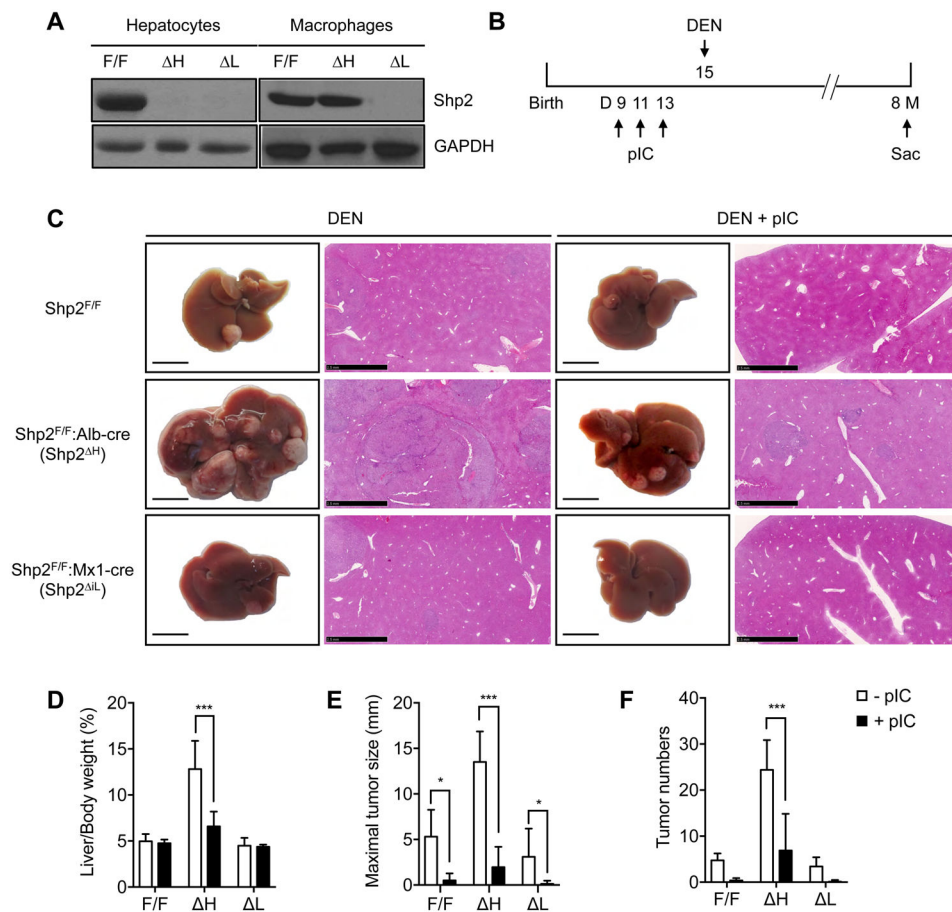 A
Hepatocytes Macrophages
F/F ΔH ΔL F/F ΔH ΔL
Shp2
GAPDH
B
DEN
15
Birth D 9 11 13 8 M
pIC Sac
C
DEN DEN + pIC
Shp2F/F
Shp2F/F:Alb-cre
(Shp2ΔH)
Shp2F/F:Mx1-cre
(Shp2ΔiL)
D
Liver/Body weight (%)
20
15
10
5
0
***
F/F ΔH ΔL
E
Maximal tumor size (mm)
20
15
10
5
0
* *** *
F/F ΔH ΔL
F
Tumor numbers
40
30
20
10
0
***
F/F ΔH ΔL
- pIC
+ pIC